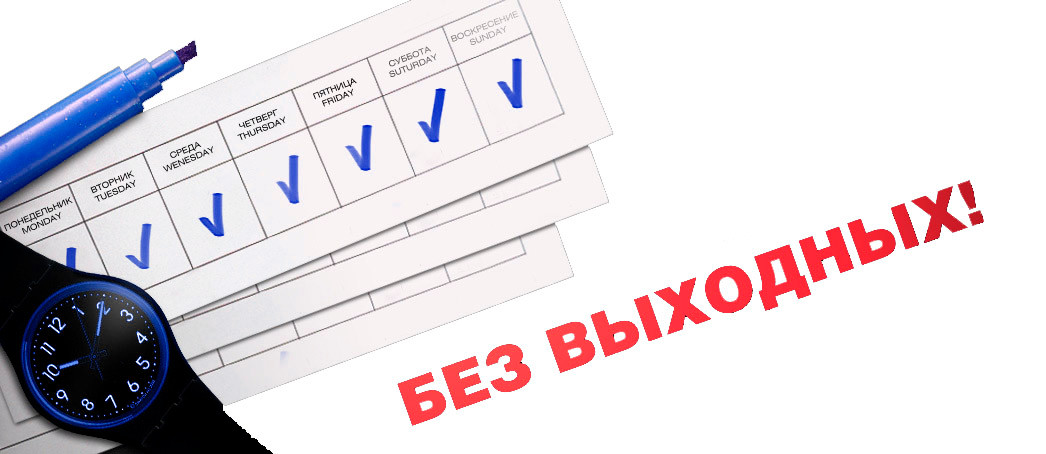 ПОНЕДЕЛЬНИК
MONDAY
ВТОРНИК
TUESDAY
СРЕДА
WENESDAY
ЧЕТВЕРГ
THURSDAY
ПЯТНИЦА
FRIDAY
СУББОТА
SUTURDAY
ВОСКРЕСЕНИЕ
SUNDAY
12 1 2 3 4 5 6 7 8 9 10 11
БЕЗ ВЫХОДНЫХ!